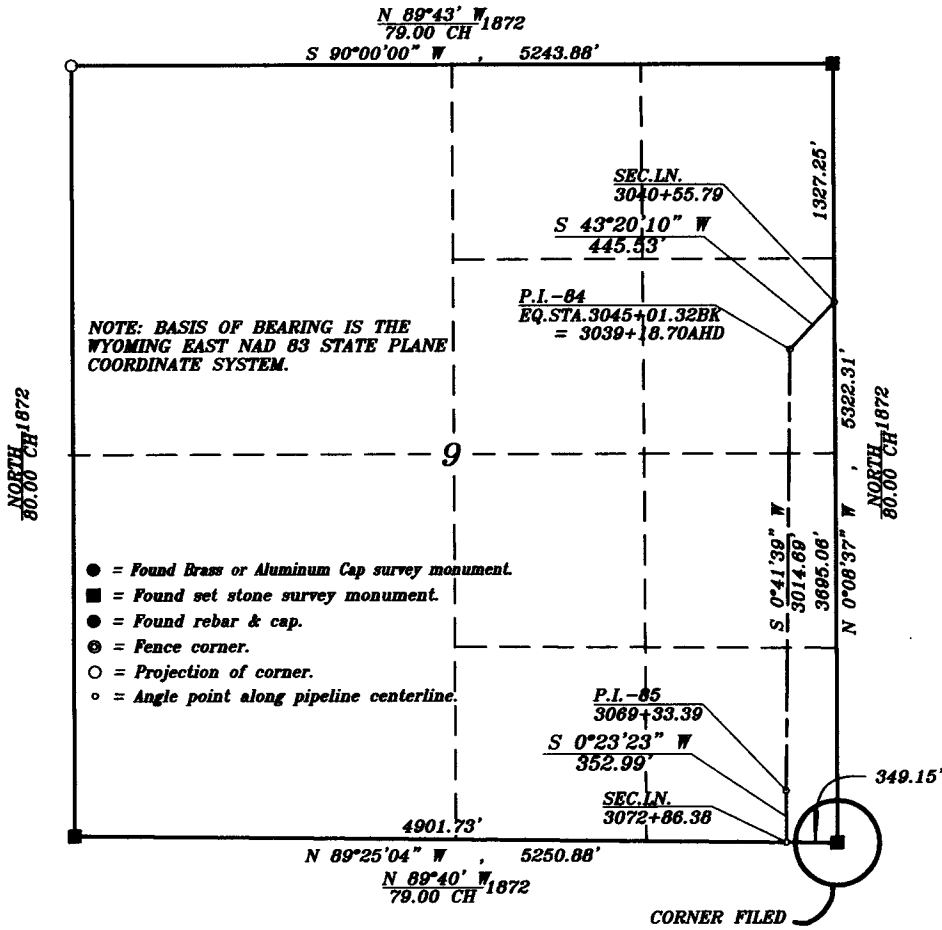 N 89°43' W
79.00 CH 1872
S 90°00'00" W , 5243.88'
1327.25'
SEC.LN.
3040+55.79
S 43°20'10" W
445.53'
P.I.-84
EQ.STA.3045+01.32BK
= 3039+18.70AHD
NOTE: BASIS OF BEARING IS THE
WYOMING EAST NAD 83 STATE PLANE
COORDINATE SYSTEM.
NORTH
80.00 CH 1872
9
5322.31'
N 0°08'37" W ,
NORTH
80.00 CH 1872
S 0°41'39" W
3014.69'
3695.06'
● = Found Brass or Aluminum Cap survey monument.
■ = Found set stone survey monument.
● = Found rebar & cap.
◎ = Fence corner.
○ = Projection of corner.
o = Angle point along pipeline centerline.
P.I.-85
3069+33.39
S 0°23'23" W
352.99'
SEC.LN.
3072+86.38
349.15'
4901.73'
N 89°25'04" W , 5250.88'
N 89°40' W
79.00 CH 1872
CORNER FILED